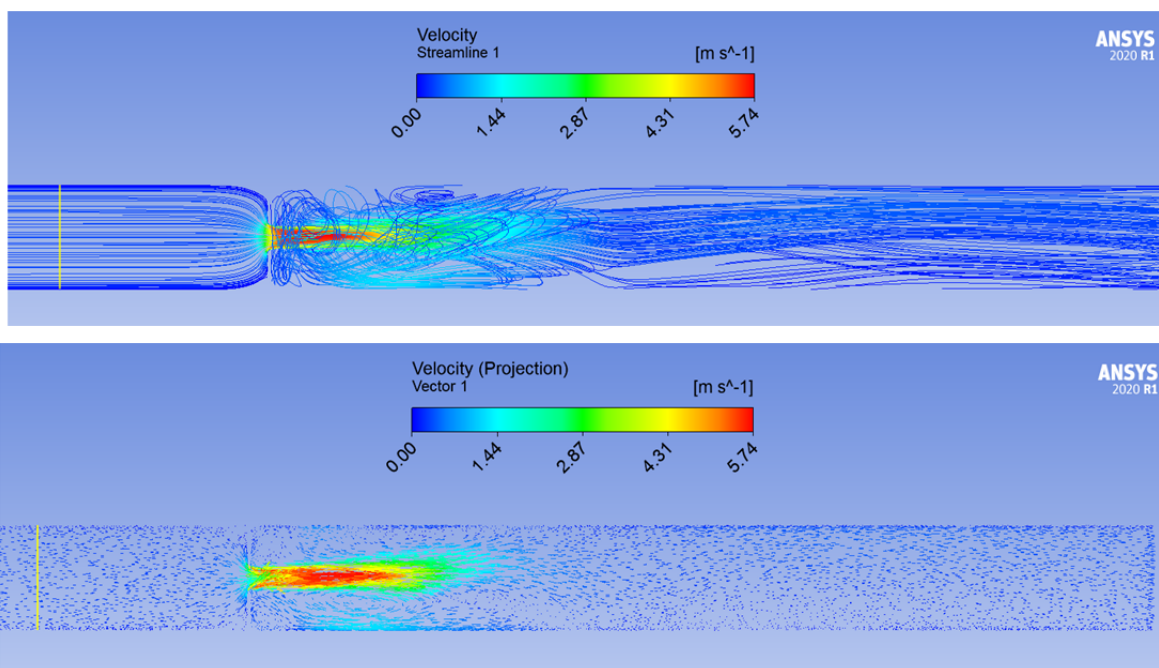 Velocity
Streamline 1
[m s^-1]
ANSYS
2020 R1
0.00
1.44
2.87
4.31
5.74
Velocity (Projection)
Vector 1
[m s^-1]
ANSYS
2020 R1
0.00
1.44
2.87
4.31
5.74